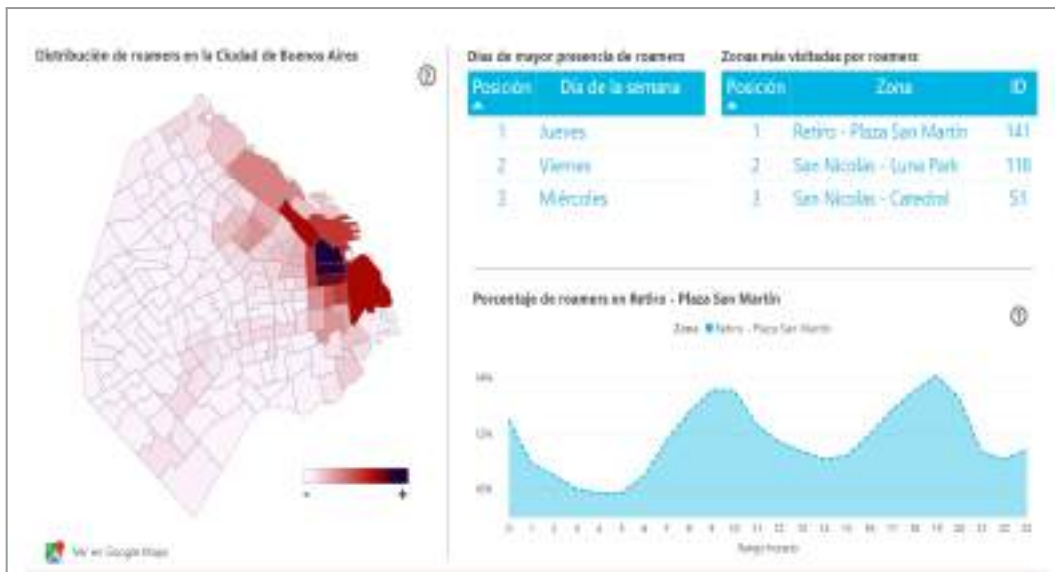 Distribución de roamers en la Ciudad de Buenos Aires
Días de mayor presencia de roamers
Posición Día de la semana
1 Jueves
2 Viernes
3 Miércoles
Zonas más visitadas por roamers
Posición Zona ID
1 Retiro - Plaza San Martín 141
2 San Nicolás - Luna Park 118
3 San Nicolás - Catedral 51
- +
Ver en Google Maps
Porcentaje de roamers en Retiro - Plaza San Martín
Zona Retiro - Plaza San Martín
14%
12%
10%
0 1 2 3 4 5 6 7 8 9 10 11 12 13 14 15 16 17 18 19 20 21 22 23
Rango horario